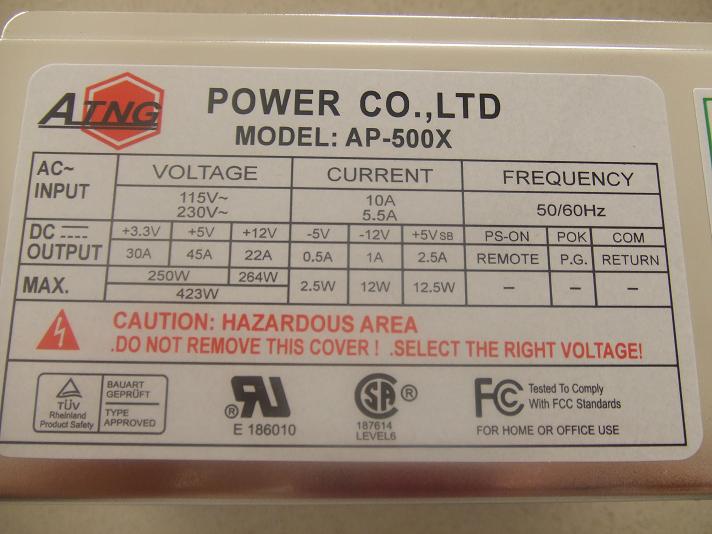 ATNG POWER CO.,LTD
MODEL: AP-500X
AC~ INPUT VOLTAGE CURRENT FREQUENCY
115V~ 10A
230V~ 5.5A
50/60Hz
DC OUTPUT +3.3V +5V +12V -5V -12V +5VSB PS-ON POK COM
30A 45A 22A 0.5A 1A 2.5A REMOTE P.G. RETURN
MAX. 250W 264W 2.5W 12W 12.5W – – –
423W
CAUTION: HAZARDOUS AREA
.DO NOT REMOVE THIS COVER ! .SELECT THE RIGHT VOLTAGE!
TÜV
Rheinland
Product Safety
BAUART
GEPRÜFT
TYPE
APPROVED
RU ®
E 186010
SA ®
187614
LEVEL6
FC Tested To Comply
With FCC Standards
FOR HOME OR OFFICE USE